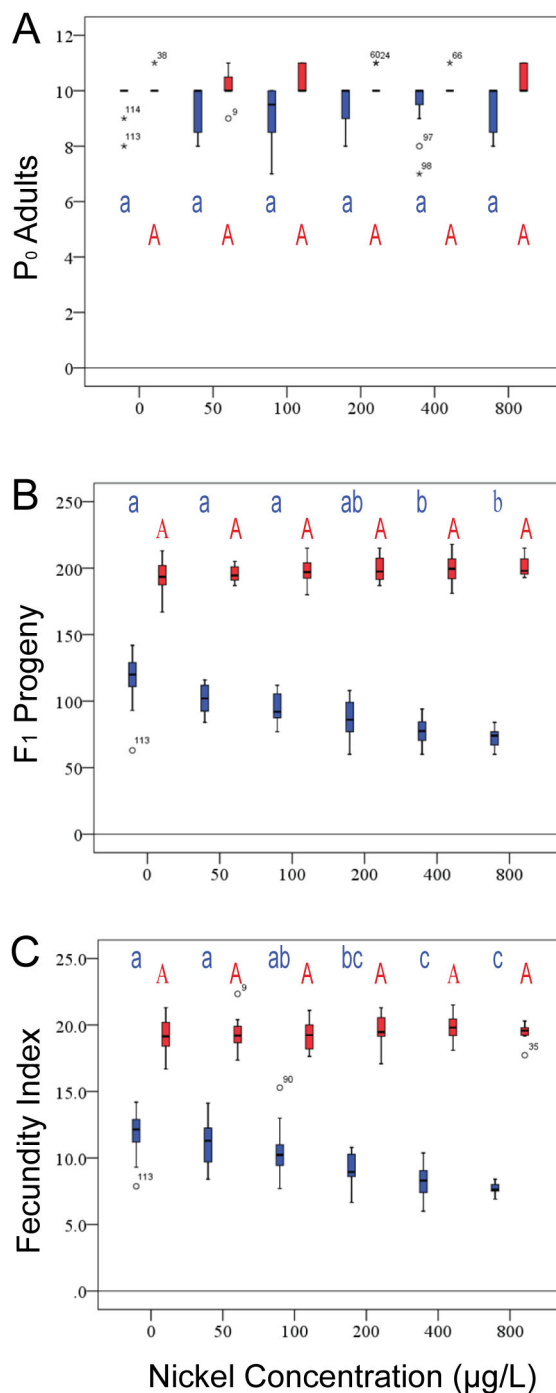 A
12
10
8
6
4
2
0
P0 Adults
38
114
113
9
6024
66
97
98
a a a a a a
A A A A A A
0 50 100 200 400 800
B
250
200
150
100
50
0
F1 Progeny
a a a ab b b
A A A A A A
113
0 50 100 200 400 800
C
25.0
20.0
15.0
10.0
5.0
.0
Fecundity Index
a a ab bc c c
A A A A A A
9
90
35
113
0 50 100 200 400 800
Nickel Concentration (µg/L)